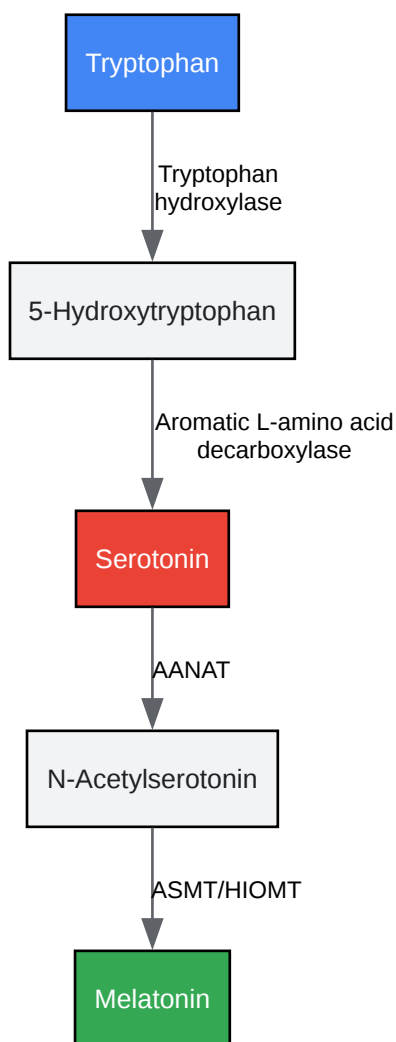 Tryptophan
Tryptophan
hydroxylase
5-Hydroxytryptophan
Aromatic L-amino acid
decarboxylase
Serotonin
AANAT
N-Acetylserotonin
ASMT/HIOMT
Melatonin